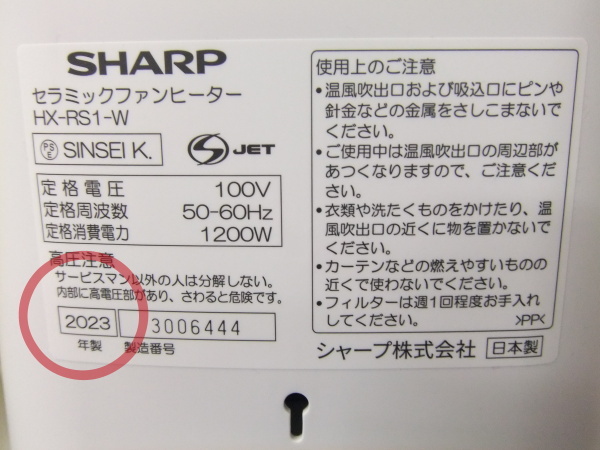 SHARP
セラミックファンヒーター
HX-RS1-W
PSE SINSEI K. S JET
定格電圧 100V
定格周波数 50-60Hz
定格消費電力 1200W
高圧注意
サービスマン以外の人は分解しない。
内部に高電圧部があり、さわると危険です。
2023 3006444
年製 製造番号
使用上のご注意
•温風吹出口および吸込口にピンや
針金などの金属をさしこまないで
ください。
•ご使用中は温風吹出口の周辺部が
あつくなりますので、ご注意くだ
さい。
•衣類や洗たくものをかけたり、温
風吹出口の近くに物を置かないで
ください。
•カーテンなどの燃えやすいものの
近くで使わないでください。
•フィルターは週1回程度お手入れ
してください。 >PP<
シャープ株式会社 日本製